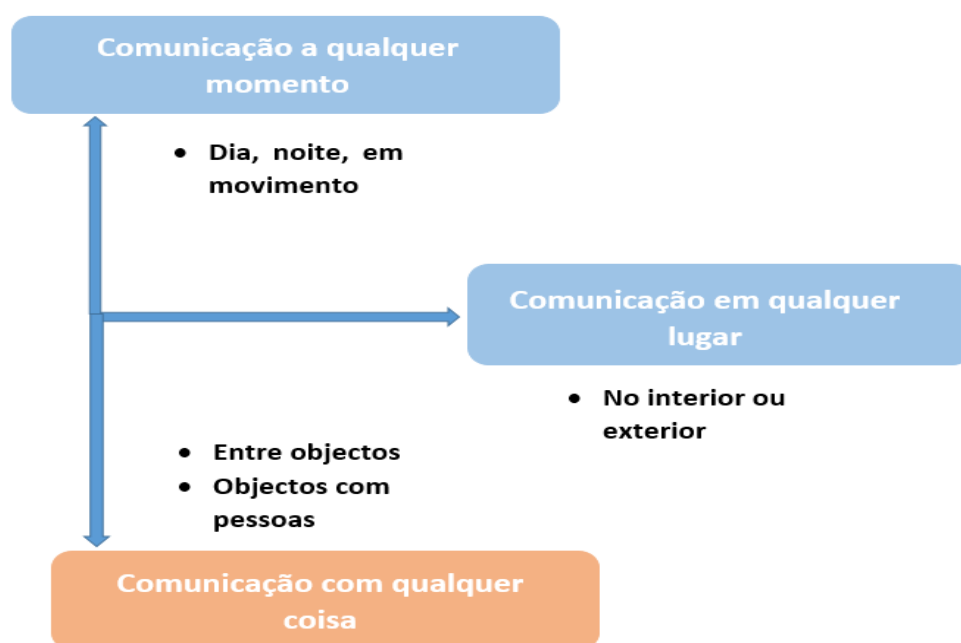 Comunicação a qualquer
momento
• Dia, noite, em
movimento
Comunicação em qualquer
lugar
• No interior ou
exterior
• Entre objectos
• Objectos com
pessoas
Comunicação com qualquer
coisa